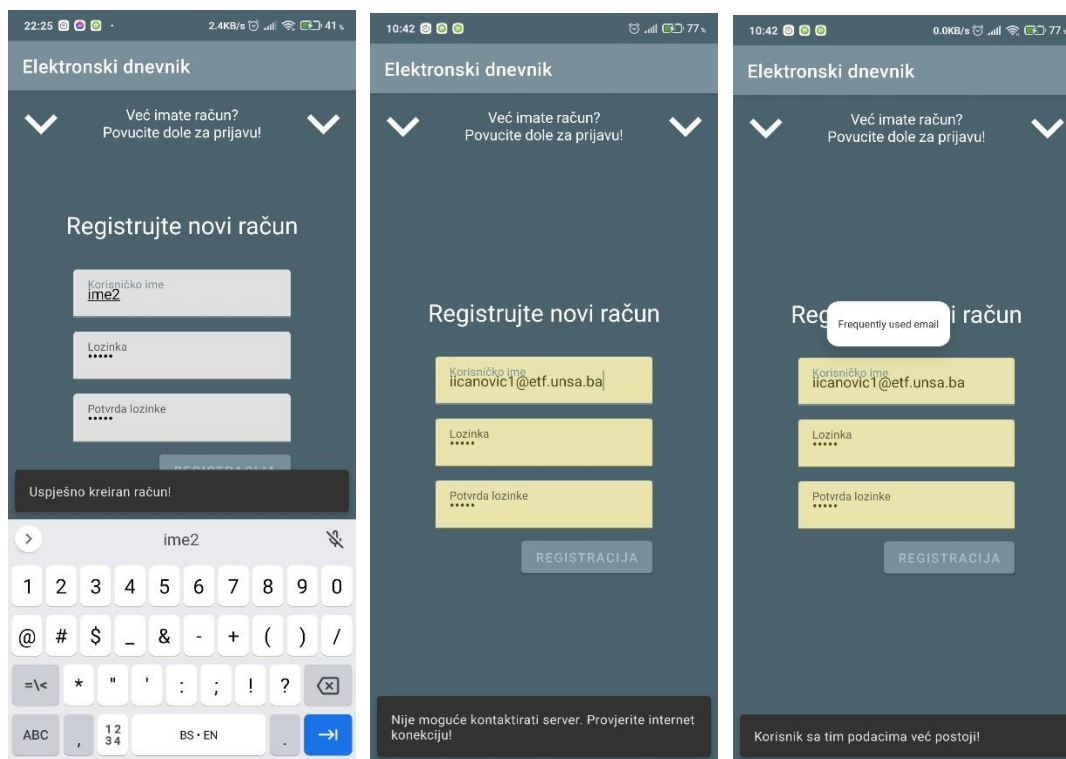 22:25
2.4KB/s 41 %
Elektronski dnevnik
Već imate račun?
Povucite dole za prijavu!
Registrujte novi račun
Korisničko ime
ime2
Lozinka
•••••
Potvrda lozinke
•••••
REGISTRACIJA
Uspješno kreiran račun!
ime2
1 2 3 4 5 6 7 8 9 0
@ # $ _ & - + ( ) /
=\< * " ' : ; ! ?
ABC , 12 34 BS • EN .
10:42
77 %
Elektronski dnevnik
Već imate račun?
Povucite dole za prijavu!
Registrujte novi račun
Korisničko ime
iicanovic1@etf.unsa.ba
Lozinka
•••••
Potvrda lozinke
•••••
REGISTRACIJA
Nije moguće kontaktirati server. Provjerite internet
konekciju!
10:42
0.0KB/s 77 %
Elektronski dnevnik
Već imate račun?
Povucite dole za prijavu!
Reg i račun
Frequently used email
Korisničko ime
iicanovic1@etf.unsa.ba
Lozinka
•••••
Potvrda lozinke
•••••
REGISTRACIJA
Korisnik sa tim podacima već postoji!